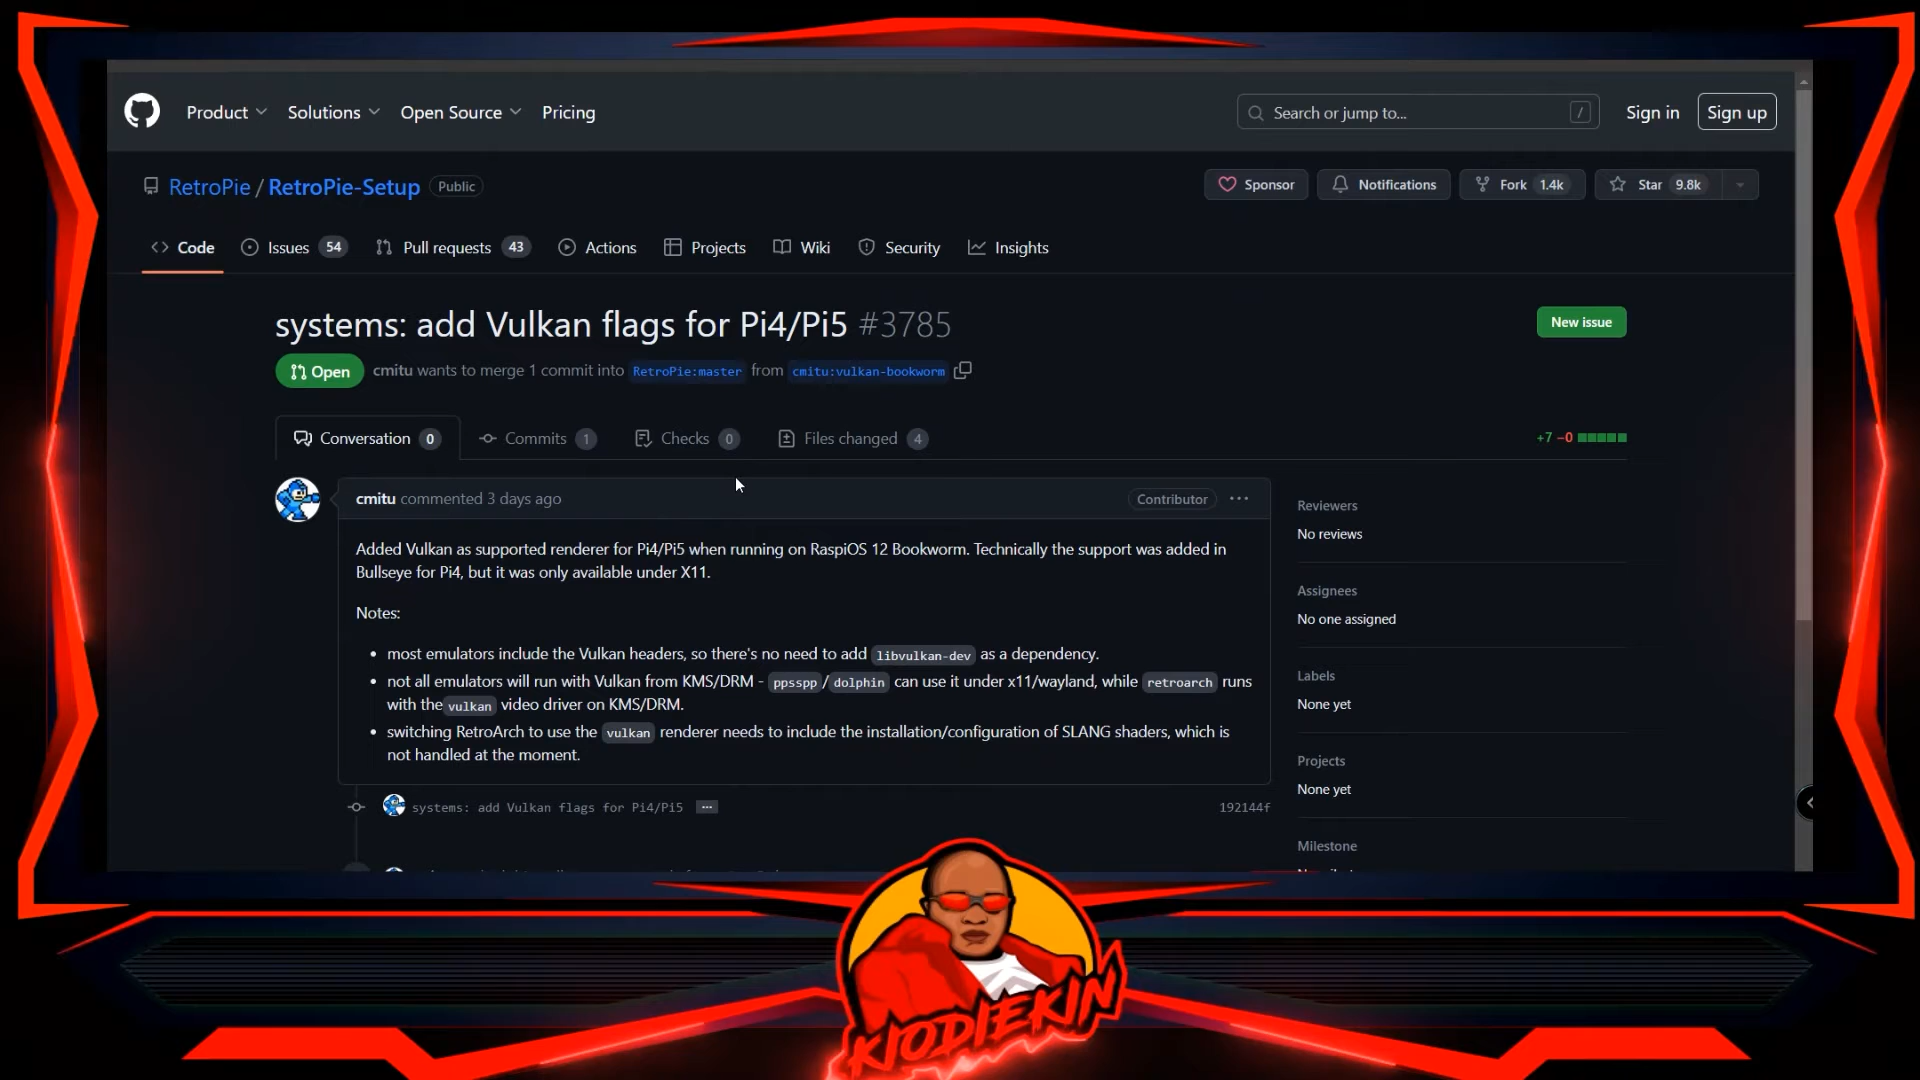 Product Solutions Open Source Pricing Search or jump to... / Sign in Sign up
RetroPie / RetroPie-Setup Public Sponsor Notifications Fork 1.4k Star 9.8k
<> Code Issues 54 Pull requests 43 Actions Projects Wiki Security Insights
systems: add Vulkan flags for Pi4/Pi5 #3785 New issue
Open cmitu wants to merge 1 commit into RetroPie:master from cmitu:vulkan-bookworm
Conversation 0 Commits 1 Checks 0 Files changed 4 +7 −0
cmitu commented 3 days ago Contributor ...
Added Vulkan as supported renderer for Pi4/Pi5 when running on RaspiOS 12 Bookworm. Technically the support was added in
Bullseye for Pi4, but it was only available under X11.
Notes:
• most emulators include the Vulkan headers, so there's no need to add libvulkan-dev as a dependency.
• not all emulators will run with Vulkan from KMS/DRM - ppsspp/dolphin can use it under x11/wayland, while retroarch runs
with the vulkan video driver on KMS/DRM.
• switching RetroArch to use the vulkan renderer needs to include the installation/configuration of SLANG shaders, which is
not handled at the moment.
systems: add Vulkan flags for Pi4/Pi5 ... 192144f
Reviewers
No reviews
Assignees
No one assigned
Labels
None yet
Projects
None yet
Milestone
KIODIEKIN